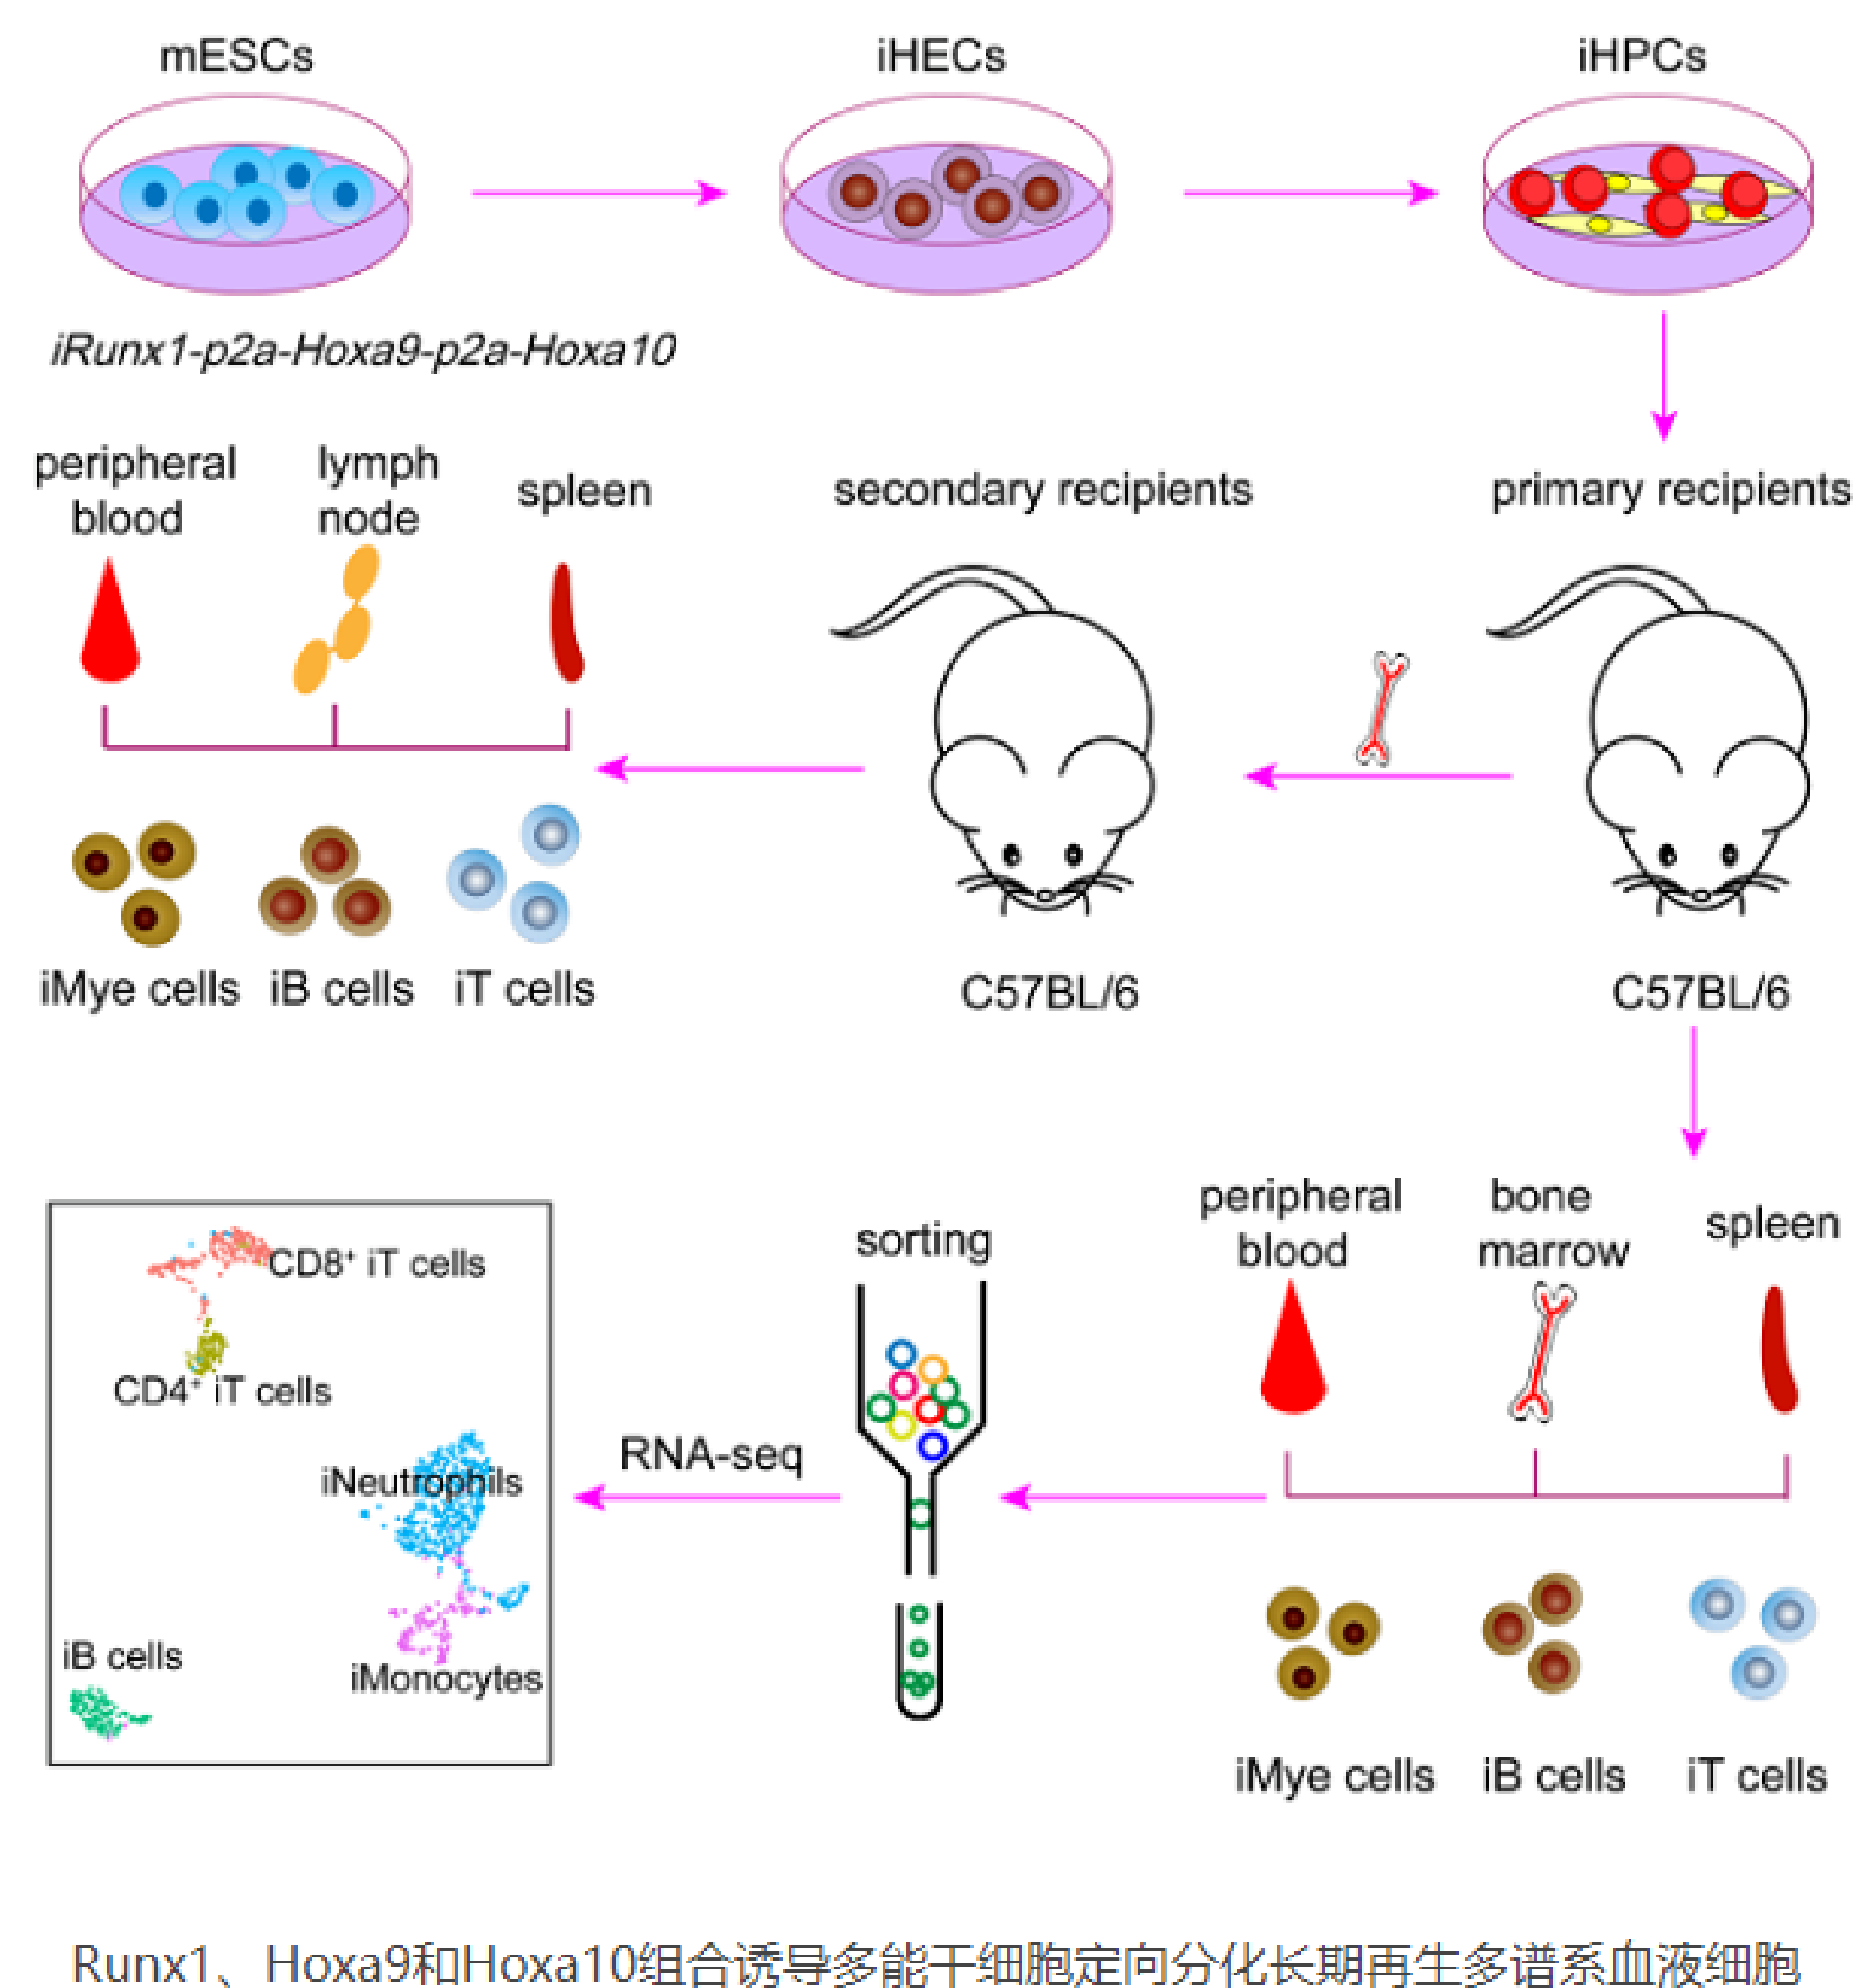 mESCs
iHECs
iHPCs
iRunx1-p2a-Hoxa9-p2a-Hoxa10
peripheral
blood
lymph
node
spleen
secondary recipients
primary recipients
iMye cells
iB cells
iT cells
C57BL/6
C57BL/6
peripheral
blood
bone
marrow
spleen
sorting
RNA-seq
CD8⁺ iT cells
CD4⁺ iT cells
iNeutrophils
iB cells
iMonocytes
iMye cells
iB cells
iT cells
Runx1、Hoxa9和Hoxa10组合诱导多能干细胞定向分化长期再生多谱系血液细胞